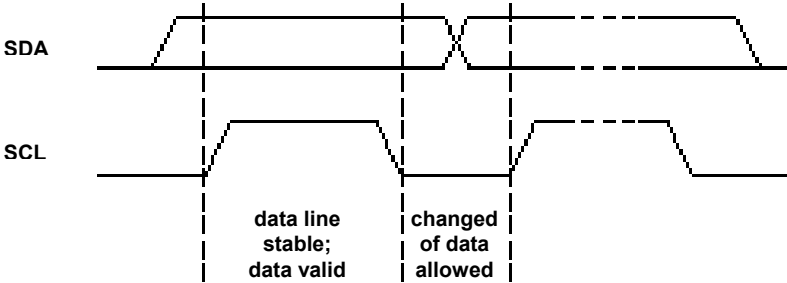 SDA
SCL
data line
stable;
data valid
changed
of data
allowed